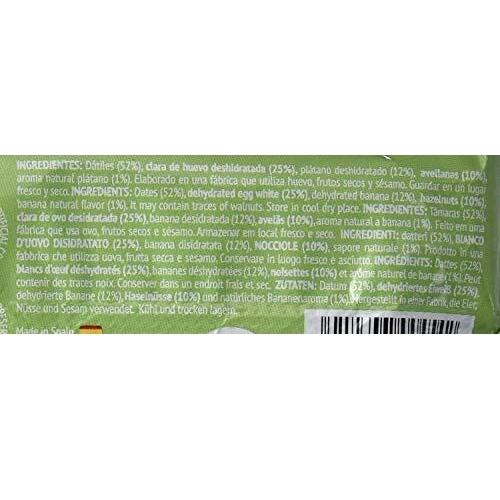 INGREDIENTES: Dátiles (52%), clara de huevo deshidratada (25%), plátano deshidratado (12%), avellanas (10%),
aroma natural plátano (1%). Elaborado en una fábrica que utiliza huevo, frutos secos y sésamo. Guardar en un lugar
fresco y seco. INGREDIENTS: Dates (52%), dehydrated egg white (25%), dehydrated banana (12%), hazelnuts (10%),
banana natural flavor (1%). It may contain traces of walnuts. Store in cool dry place. INGREDIENTEN: Tamaras (52%),
clara de ovo desidratada (25%), banana desidratada (12%), avelãs (10%), aroma natural a banana (1%). Feito em uma
fábrica que usa ovo, frutos secos e sésamo. Armazenar em local fresco e seco. INGREDIENTI: datteri (52%), BIANCO
D'UOVO DISIDRATATO (25%), banana disidratata (12%), NOCCIOLE (10%), sapore naturale (1%). Prodotto in una
fabbrica che utilizza uova, frutta secca e sesamo. Conservare in luogo fresco e asciutto. INGRÉDIENTS: Dates (52%),
blancs d'œuf déshydratés (25%), bananes déshydratées (12%), noisettes (10%) et arôme naturel de banane (1%). Peut
contenir des traces noix. Conserver dans un endroit frais et sec. ZUTATEN: Datum (52%), dehydriertes Eiweiß (25%),
dehydrierte Banane (12%), Haselnüsse (10%) und natürliches Bananenaroma (1%). Hergestellt in einer Fabrik, die Eier,
Nüsse und Sesam verwendet. Kühl und trocken lagern.
Made in Spain